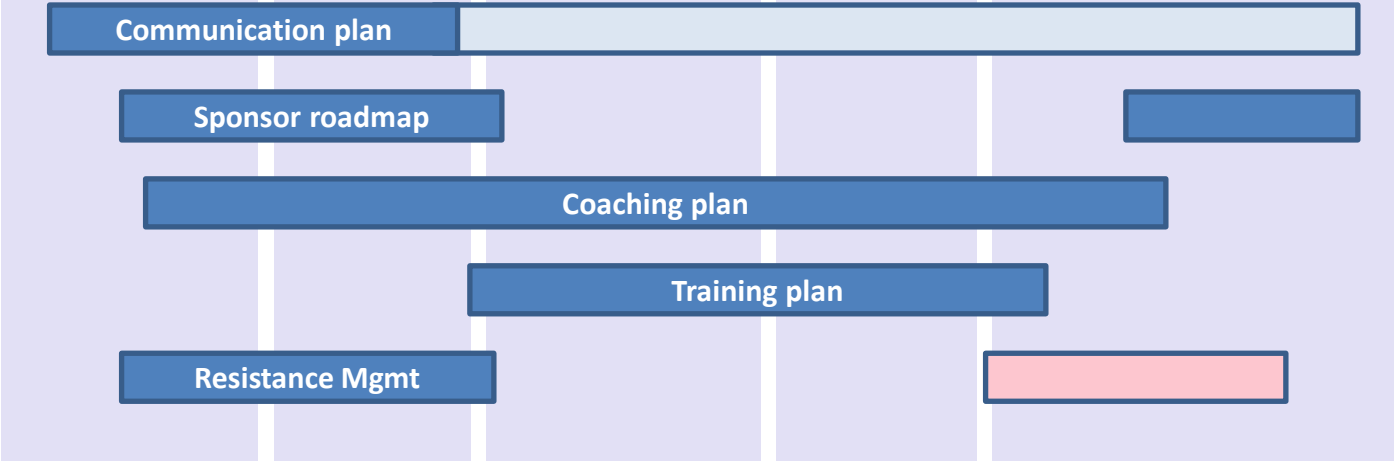 Communication plan
Sponsor roadmap
Coaching plan
Training plan
Resistance Mgmt